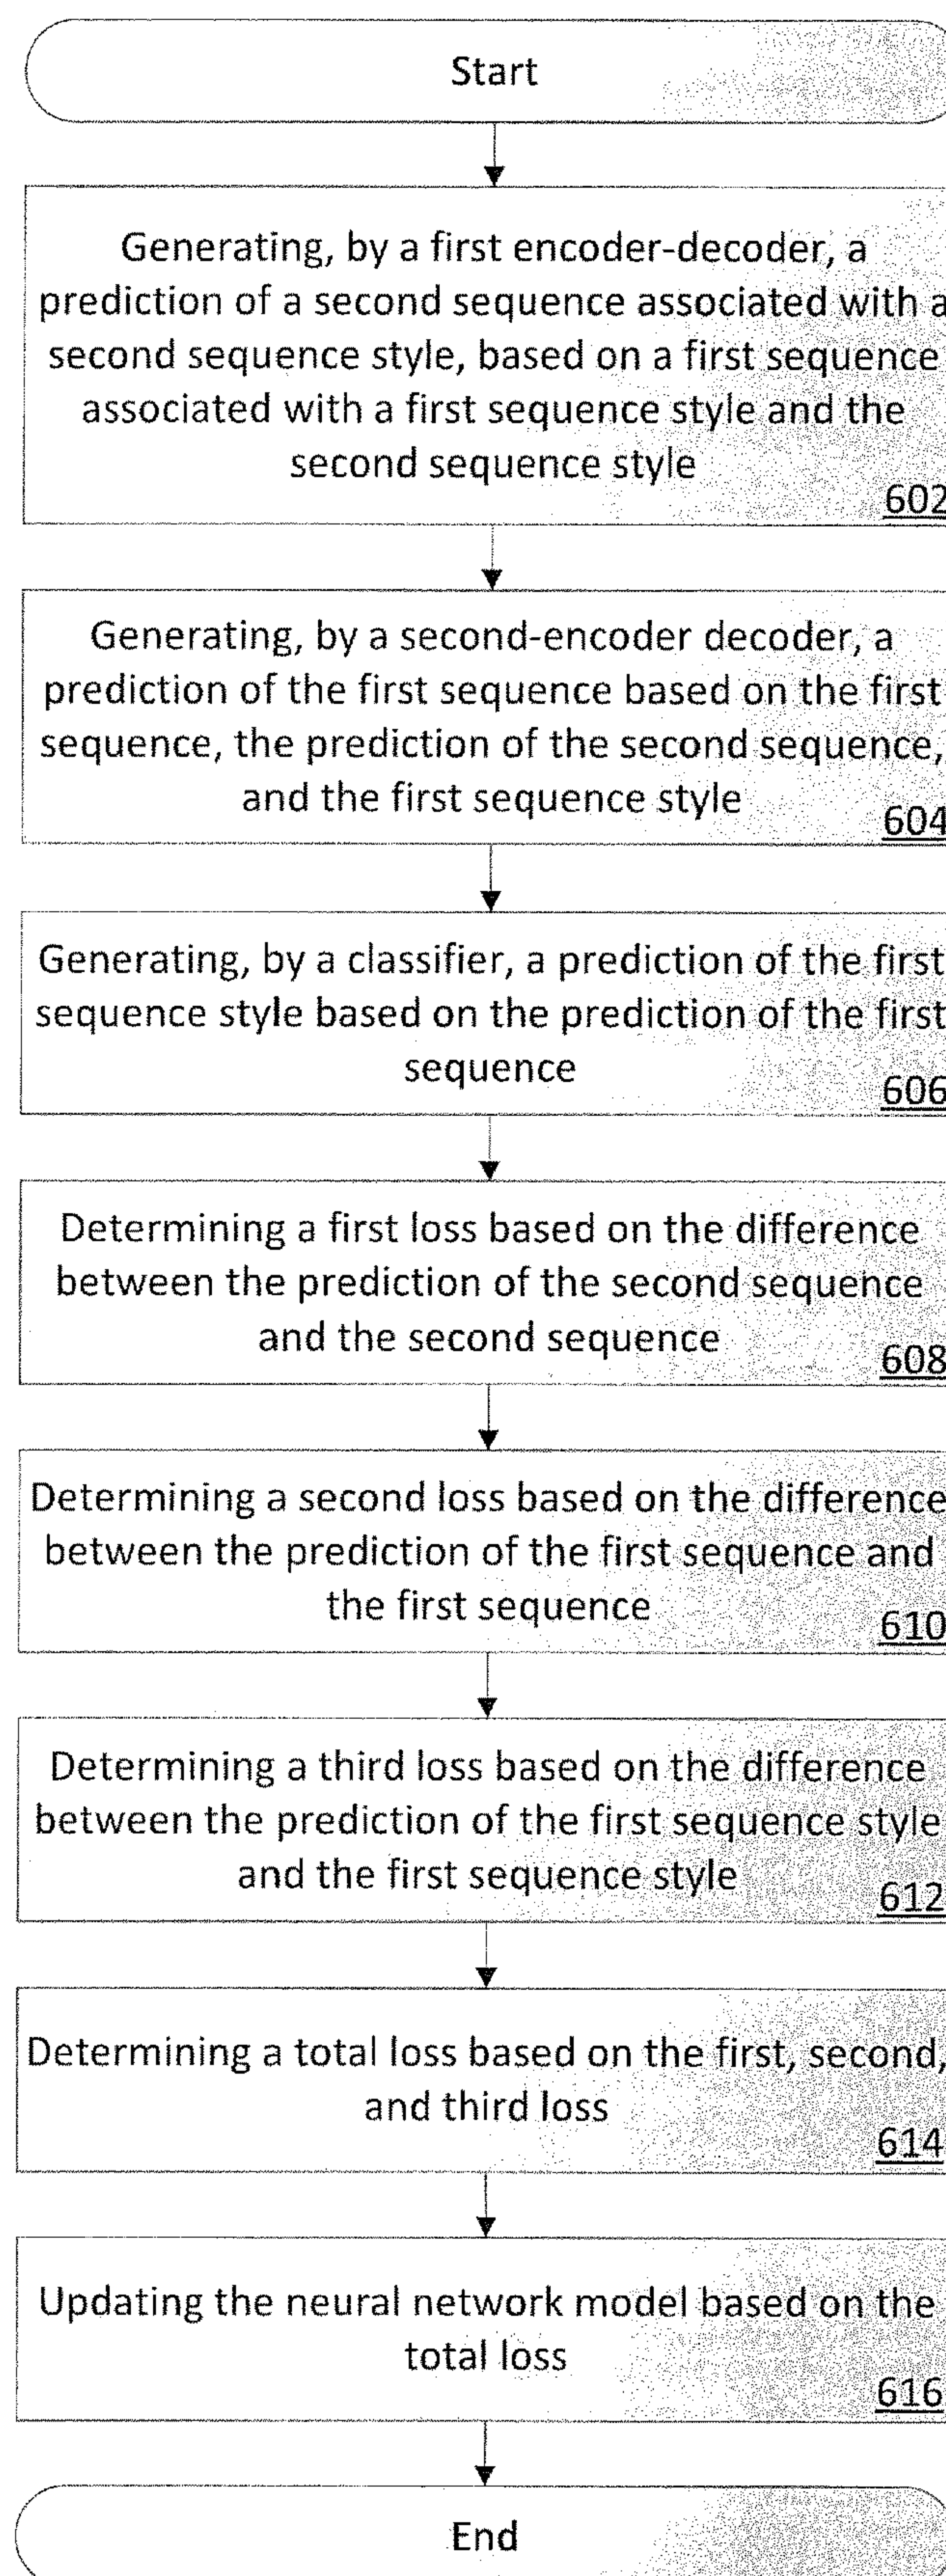 Start
Generating, by a first encoder-decoder, a
prediction of a second sequence associated with a
second sequence style, based on a first sequence
associated with a first sequence style and the
second sequence style
602
Generating, by a second-encoder decoder, a
prediction of the first sequence based on the first
sequence, the prediction of the second sequence,
and the first sequence style
604
Generating, by a classifier, a prediction of the first
sequence style based on the prediction of the first
sequence
606
Determining a first loss based on the difference
between the prediction of the second sequence
and the second sequence
608
Determining a second loss based on the difference
between the prediction of the first sequence and
the first sequence
610
Determining a third loss based on the difference
between the prediction of the first sequence style
and the first sequence style
612
Determining a total loss based on the first, second,
and third loss
614
Updating the neural network model based on the
total loss
616
End